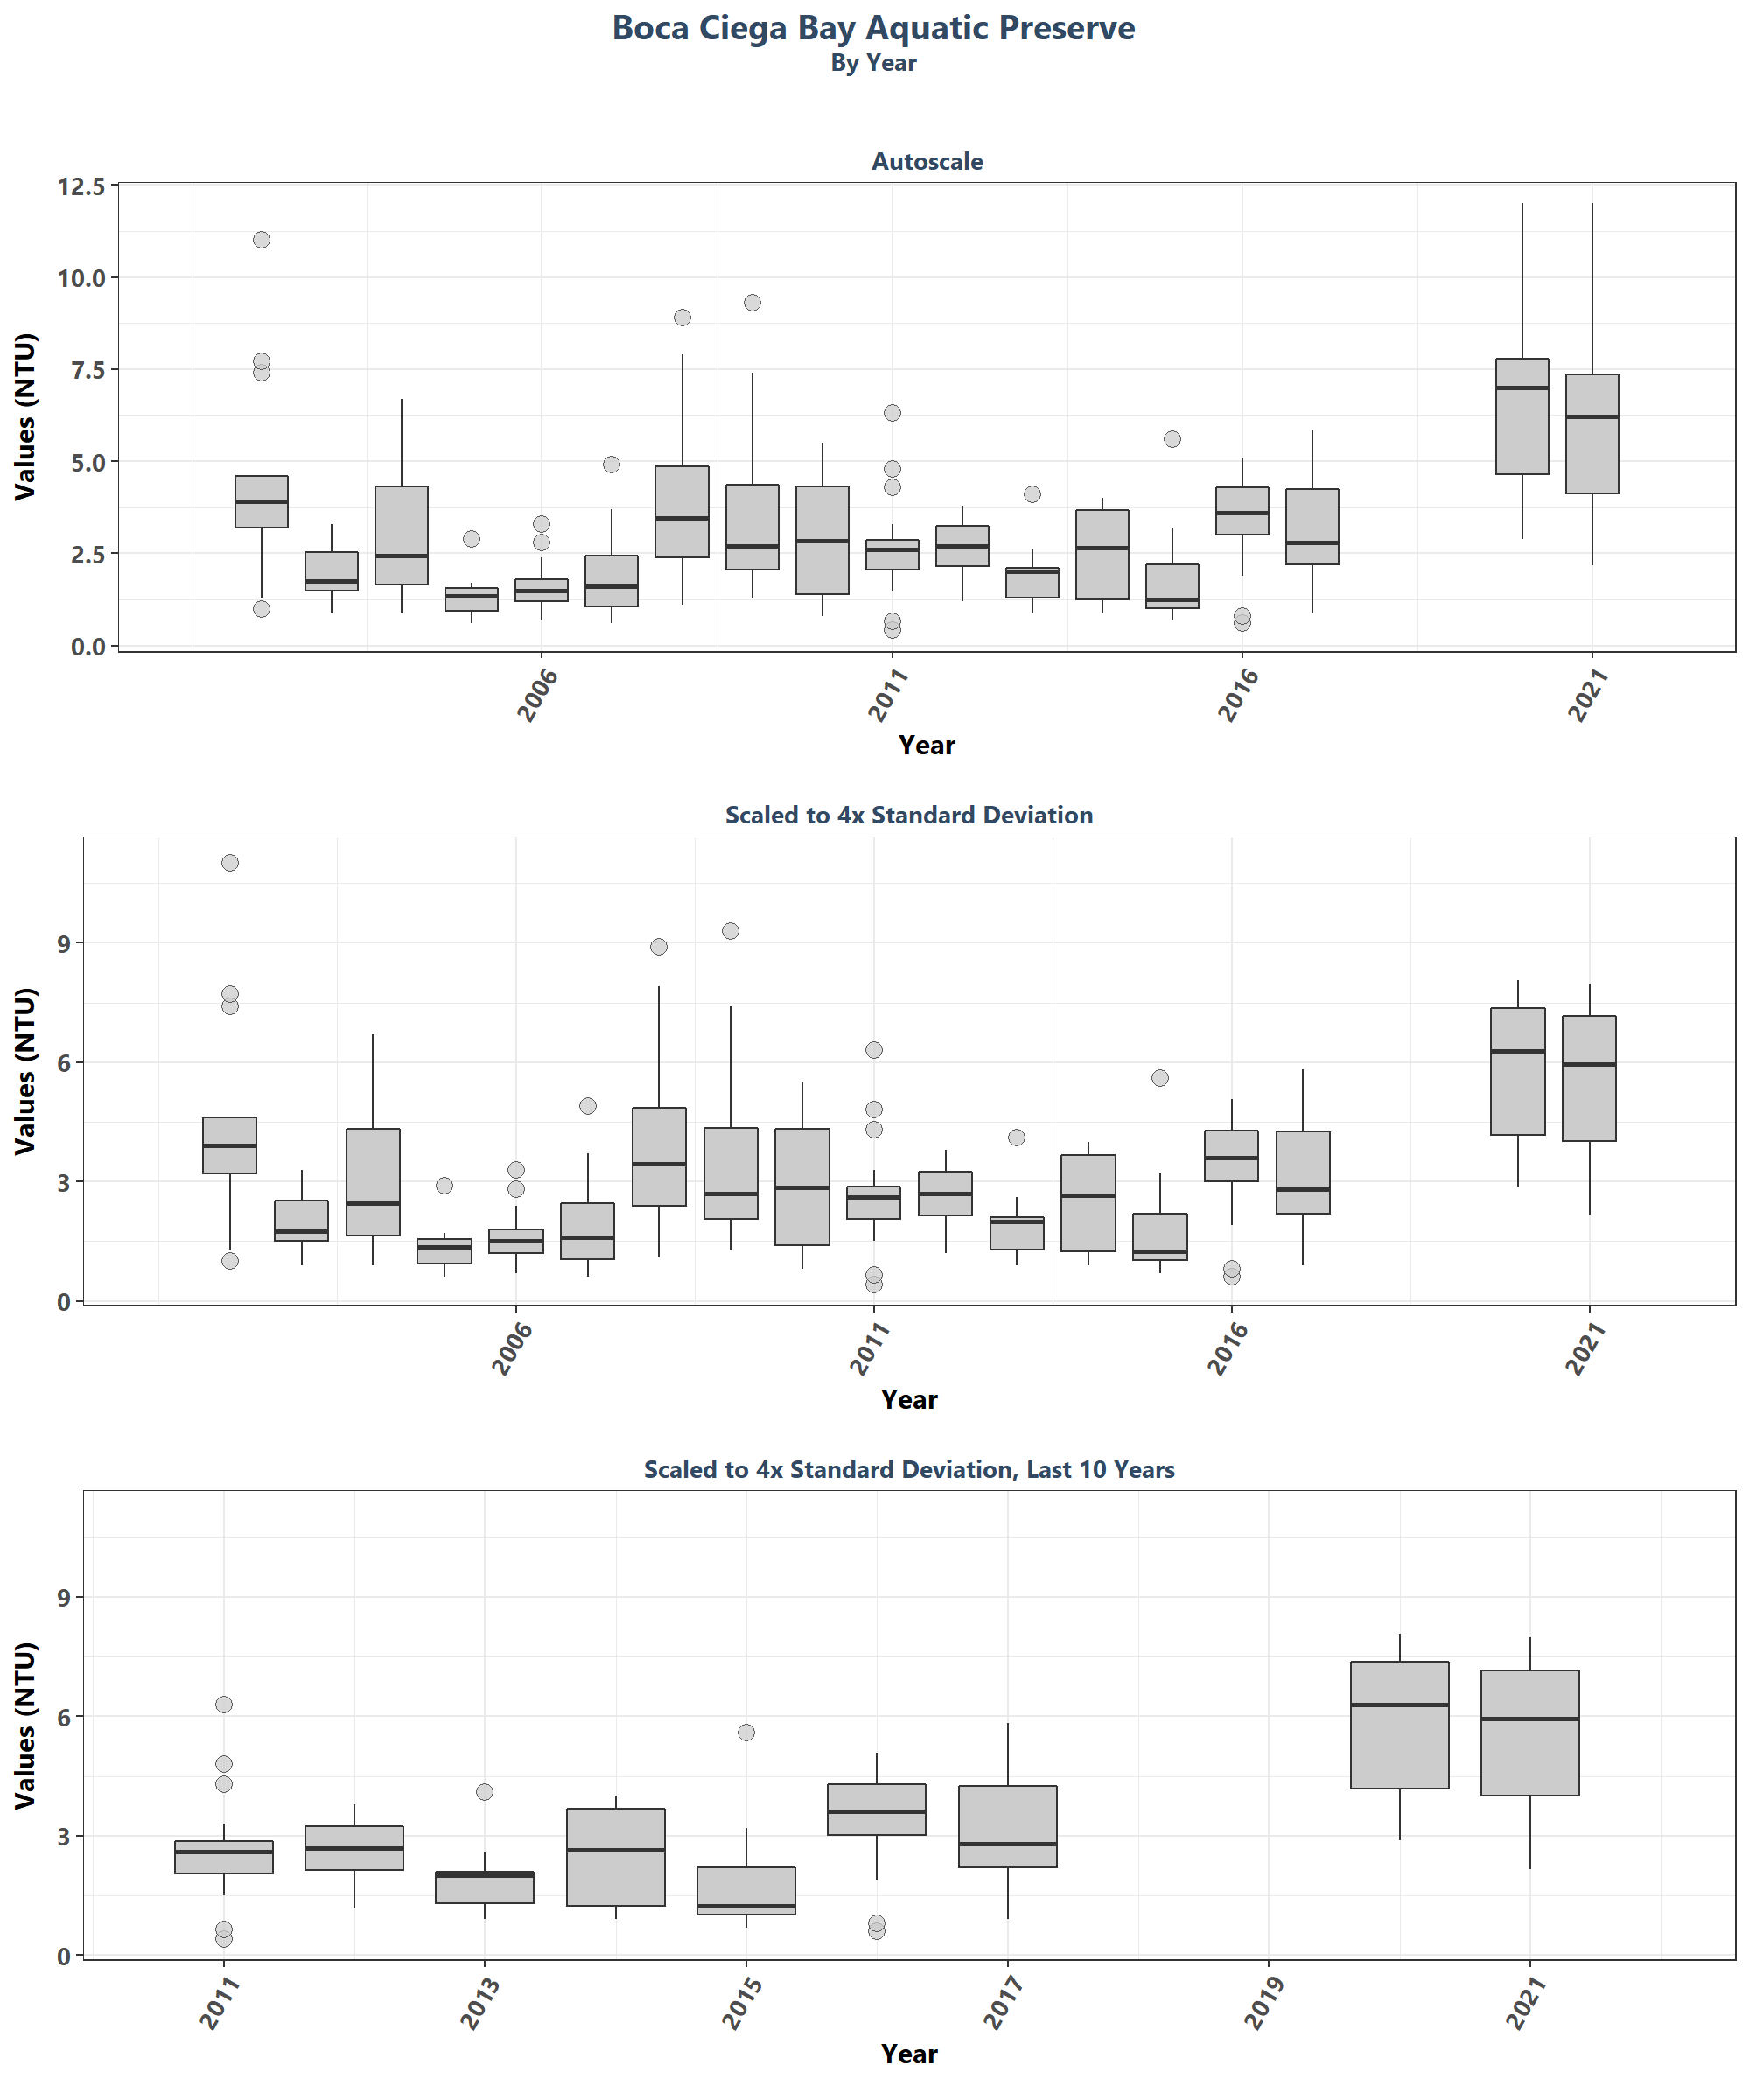 Boca Ciega Bay Aquatic Preserve
By Year
Autoscale
Values (NTU)
12.5
10.0
7.5
5.0
2.5
0.0
2006
2011
2016
2021
Year
Scaled to 4x Standard Deviation
Values (NTU)
9
6
3
0
2006
2011
2016
2021
Year
Scaled to 4x Standard Deviation, Last 10 Years
Values (NTU)
9
6
3
0
2011
2013
2015
2017
2019
2021
Year